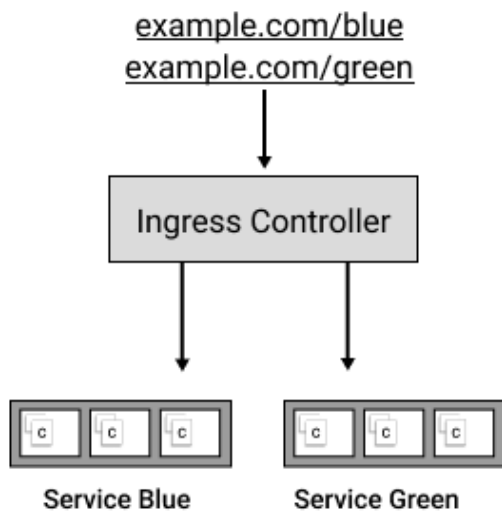 example.com/blue
example.com/green
Ingress Controller
c c c c c c
Service Blue Service Green